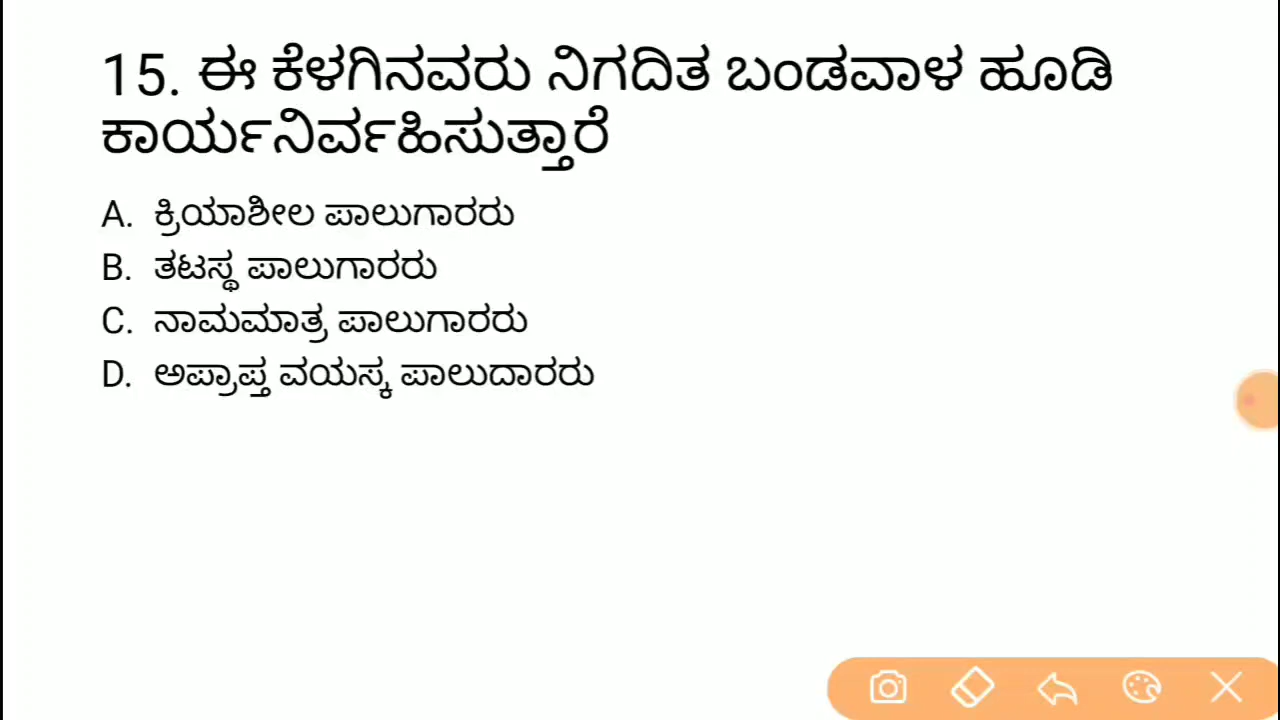 15. ಈ ಕೆಳಗಿನವರು ನಿಗದಿತ ಬಂಡವಾಳ ಹೂಡಿ
ಕಾರ್ಯನಿರ್ವಹಿಸುತ್ತಾರೆ
A. ಕ್ರಿಯಾಶೀಲ ಪಾಲುಗಾರರು
B. ತಟಸ್ಥ ಪಾಲುಗಾರರು
C. ನಾಮಮಾತ್ರ ಪಾಲುಗಾರರು
D. ಅಪ್ರಾಪ್ತ ವಯಸ್ಕ ಪಾಲುದಾರರು